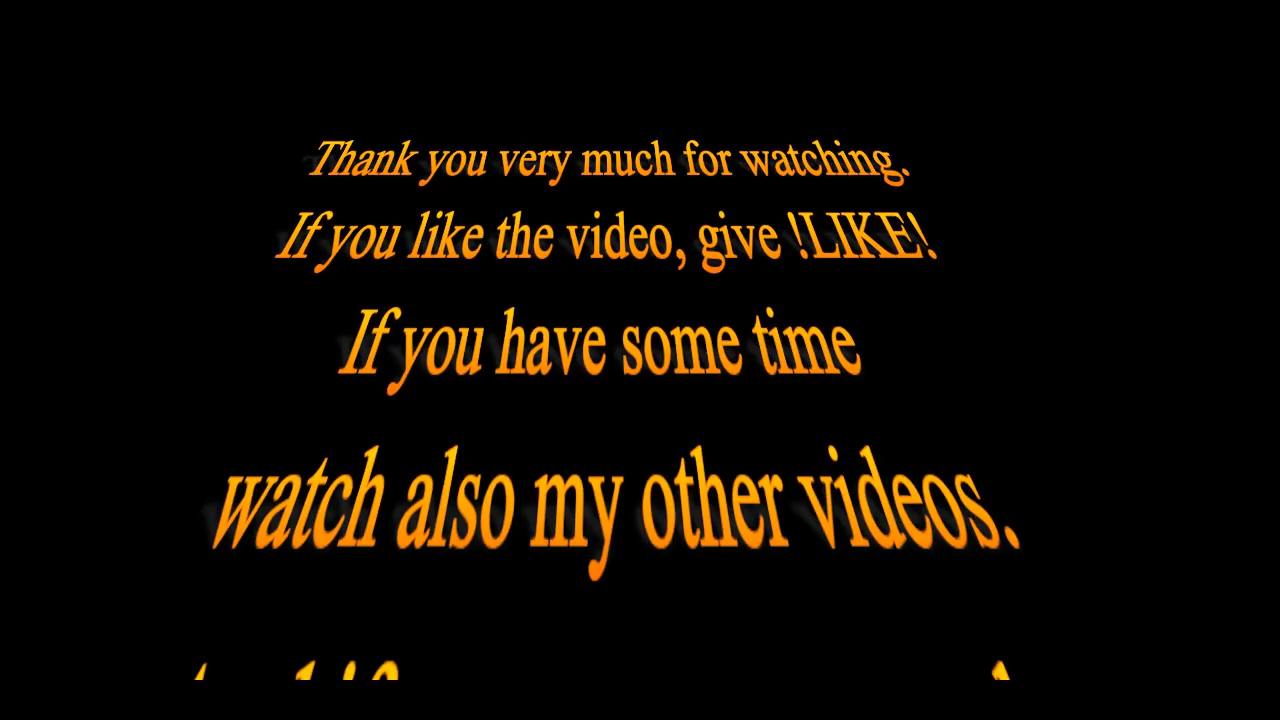 Thank you very much for watching.
If you like the video, give !LIKE!
If you have some time
watch also my other videos.